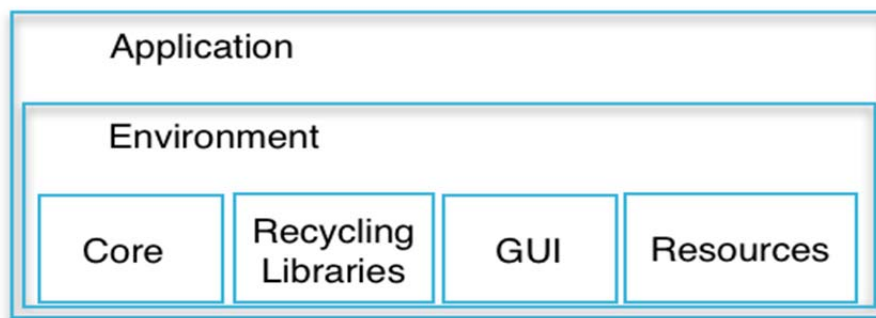 Application
Environment
Core
Recycling
Libraries
GUI
Resources